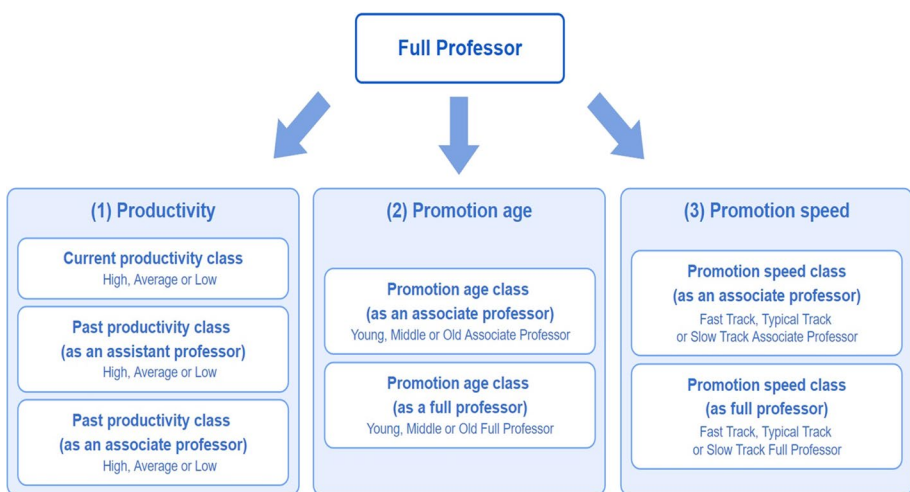 Full Professor
(1) Productivity
Current productivity class
High, Average or Low
Past productivity class
(as an assistant professor)
High, Average or Low
Past productivity class
(as an associate professor)
High, Average or Low
(2) Promotion age
Promotion age class
(as an associate professor)
Young, Middle or Old Associate Professor
Promotion age class
(as a full professor)
Young, Middle or Old Full Professor
(3) Promotion speed
Promotion speed class
(as an associate professor)
Fast Track, Typical Track
or Slow Track Associate Professor
Promotion speed class
(as full professor)
Fast Track, Typical Track
or Slow Track Full Professor